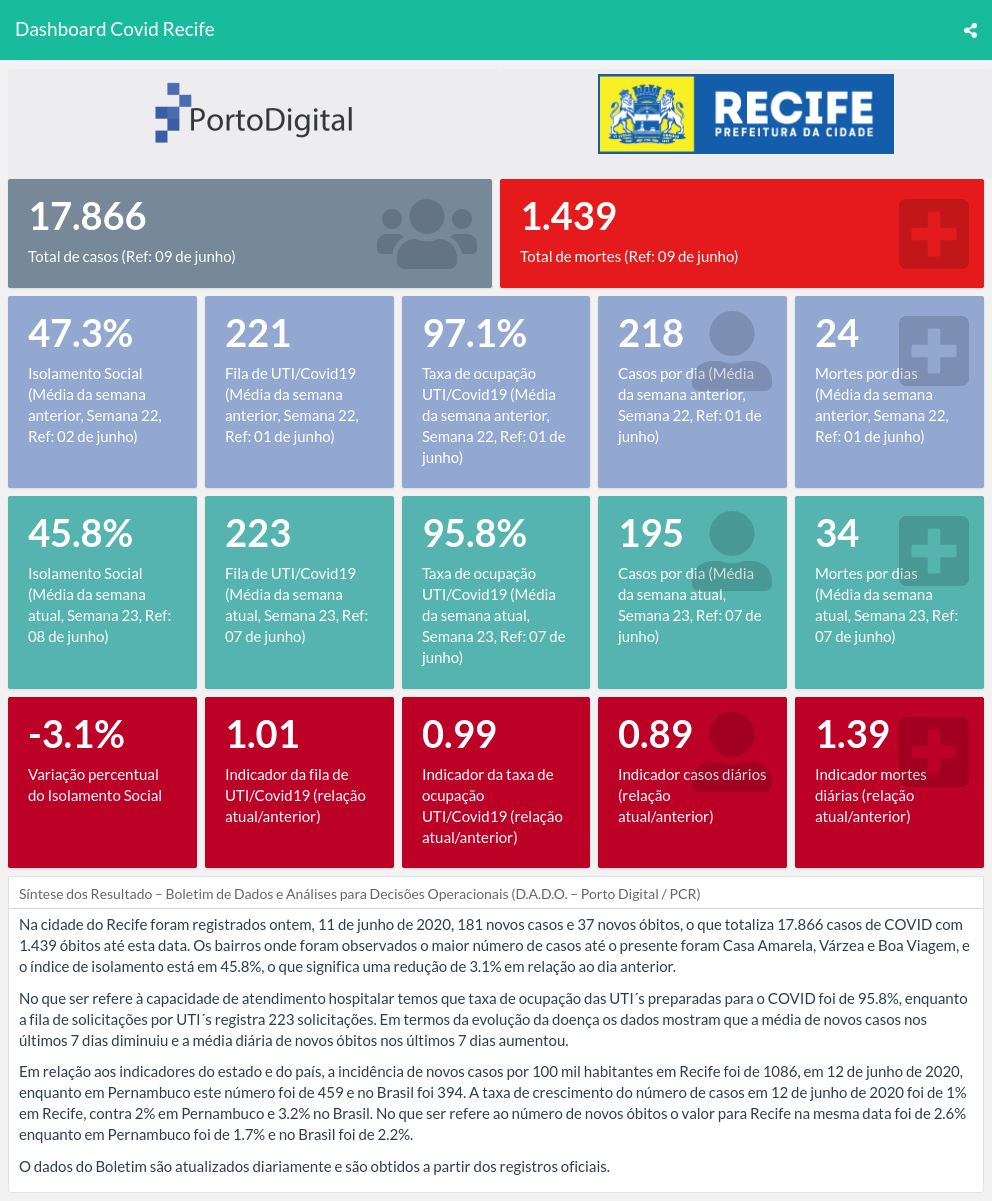 Dashboard Covid Recife
PortoDigital
RECIFE
PREFEITURA DA CIDADE
17.866
Total de casos (Ref: 09 de junho)
1.439
Total de mortes (Ref: 09 de junho)
47.3%
Isolamento Social
(Média da semana
anterior, Semana 22,
Ref: 02 de junho)
221
Fila de UTI/Covid19
(Média da semana
anterior, Semana 22,
Ref: 01 de junho)
97.1%
Taxa de ocupação
UTI/Covid19 (Média
da semana anterior,
Semana 22, Ref: 01 de
junho)
218
Casos por dia (Média
da semana anterior,
Semana 22, Ref: 01 de
junho)
24
Mortes por dias
(Média da semana
anterior, Semana 22,
Ref: 01 de junho)
45.8%
Isolamento Social
(Média da semana
atual, Semana 23, Ref:
08 de junho)
223
Fila de UTI/Covid19
(Média da semana
atual, Semana 23, Ref:
07 de junho)
95.8%
Taxa de ocupação
UTI/Covid19 (Média
da semana atual,
Semana 23, Ref: 07 de
junho)
195
Casos por dia (Média
da semana atual,
Semana 23, Ref: 07 de
junho)
34
Mortes por dias
(Média da semana
atual, Semana 23, Ref:
07 de junho)
-3.1%
Variação percentual
do Isolamento Social
1.01
Indicador da fila de
UTI/Covid19 (relação
atual/anterior)
0.99
Indicador da taxa de
ocupação
UTI/Covid19 (relação
atual/anterior)
0.89
Indicador casos diários
(relação
atual/anterior)
1.39
Indicador mortes
diárias (relação
atual/anterior)
Síntese dos Resultado – Boletim de Dados e Análises para Decisões Operacionais (D.A.D.O. – Porto Digital / PCR)
Na cidade do Recife foram registrados ontem, 11 de junho de 2020, 181 novos casos e 37 novos óbitos, o que totaliza 17.866 casos de COVID com
1.439 óbitos até esta data. Os bairros onde foram observados o maior número de casos até o presente foram Casa Amarela, Várzea e Boa Viagem, e
o índice de isolamento está em 45.8%, o que significa uma redução de 3.1% em relação ao dia anterior.
No que ser refere à capacidade de atendimento hospitalar temos que taxa de ocupação das UTI´s preparadas para o COVID foi de 95.8%, enquanto
a fila de solicitações por UTI´s registra 223 solicitações. Em termos da evolução da doença os dados mostram que a média de novos casos nos
últimos 7 dias diminuiu e a média diária de novos óbitos nos últimos 7 dias aumentou.
Em relação aos indicadores do estado e do país, a incidência de novos casos por 100 mil habitantes em Recife foi de 1086, em 12 de junho de 2020,
enquanto em Pernambuco este número foi de 459 e no Brasil foi 394. A taxa de crescimento do número de casos em 12 de junho de 2020 foi de 1%
em Recife, contra 2% em Pernambuco e 3.2% no Brasil. No que ser refere ao número de novos óbitos o valor para Recife na mesma data foi de 2.6%
enquanto em Pernambuco foi de 1.7% e no Brasil foi de 2.2%.
O dados do Boletim são atualizados diariamente e são obtidos a partir dos registros oficiais.